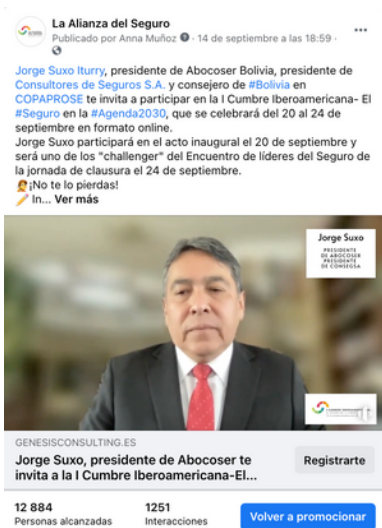 La Alianza del Seguro
Publicado por Anna Muñoz · 14 de septiembre a las 18:59 ·
Jorge Suxo Iturry, presidente de Abocoser Bolivia, presidente de
Consultores de Seguros S.A. y consejero de #Bolivia en
COPAPROSE te invita a participar en la I Cumbre Iberoamericana- El
#Seguro en la #Agenda2030, que se celebrará del 20 al 24 de
septiembre en formato online.
Jorge Suxo participará en el acto inaugural el 20 de septiembre y
será uno de los "challenger" del Encuentro de líderes del Seguro de
la jornada de clausura el 24 de septiembre.
¡No te lo pierdas!
In... Ver más
Jorge Suxo
PRESIDENTE
DE ABOCOSER
PRESIDENTE
DE CONSEGSA
GENESISCONSULTING.ES
Jorge Suxo, presidente de Abocoser te
invita a la I Cumbre Iberoamericana-El...
Registrarte
12 884
Personas alcanzadas
1251
Interacciones
Volver a promocionar